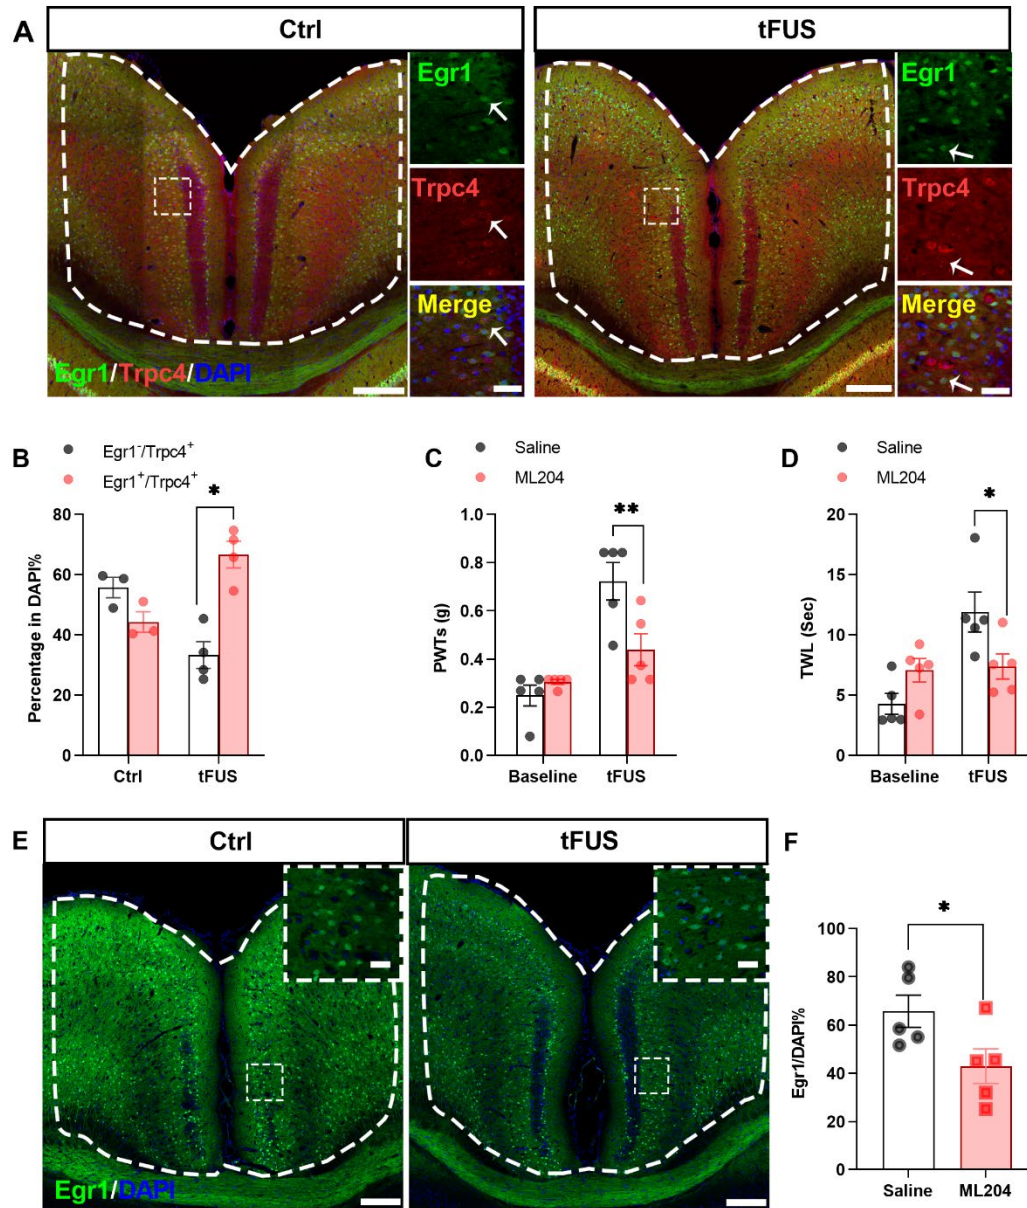 A
Ctrl
tFUS
Egr1
Trpc4
Merge
Egr1/Trpc4/DAPI
Egr1
Trpc4
Merge
B
Egr1⁻/Trpc4⁺
Egr1⁺/Trpc4⁺
*
Percentage in DAPI%
80
60
40
20
0
Ctrl
tFUS
C
Saline
ML204
**
PWTs (g)
1.0
0.8
0.6
0.4
0.2
0.0
Baseline
tFUS
D
Saline
ML204
*
TWL (Sec)
20
15
10
5
0
Baseline
tFUS
E
Ctrl
tFUS
Egr1/DAPI
F
*
Egr1/DAPI%
100
80
60
40
20
0
Saline
ML204